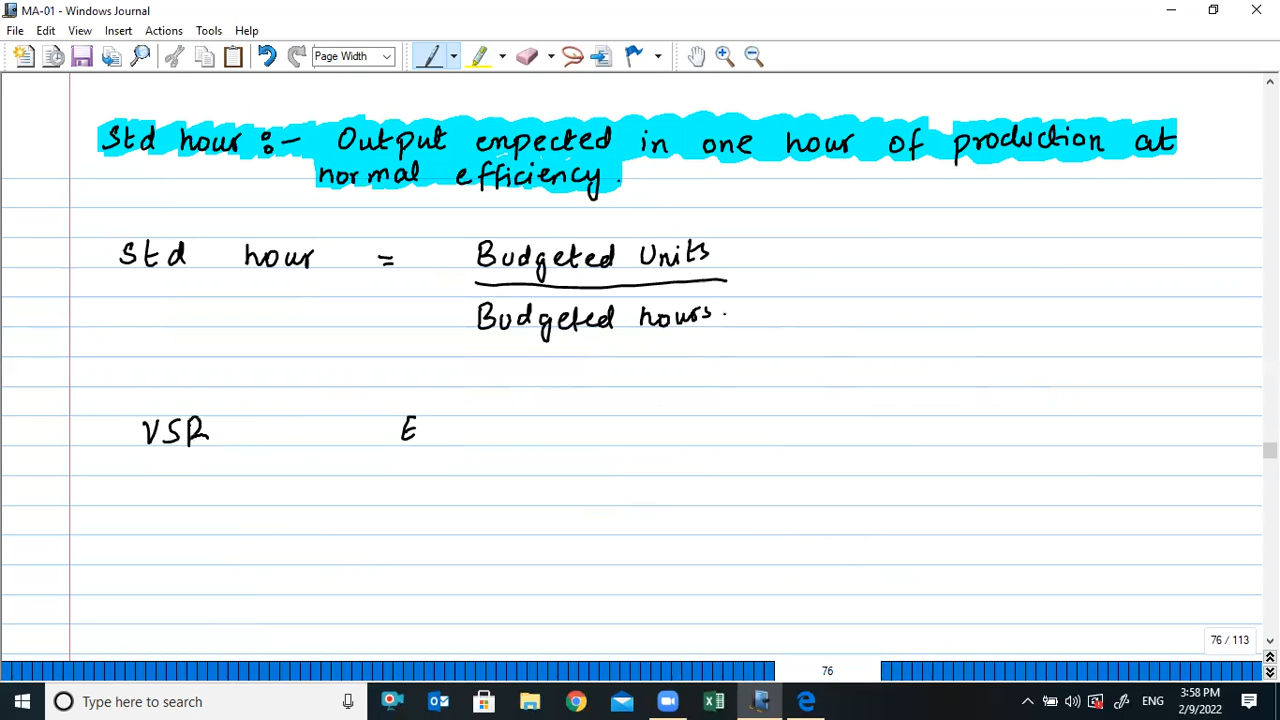 MA-01 - Windows Journal
File Edit View Insert Actions Tools Help
Page Width
Std hour :- Output enpected in one hour of production at
normal efficiency.
Std hour = Budgeted Units
Budgeted hours.
VSR E
76 / 113
76
Type here to search
ENG
3:58 PM
2/9/2022